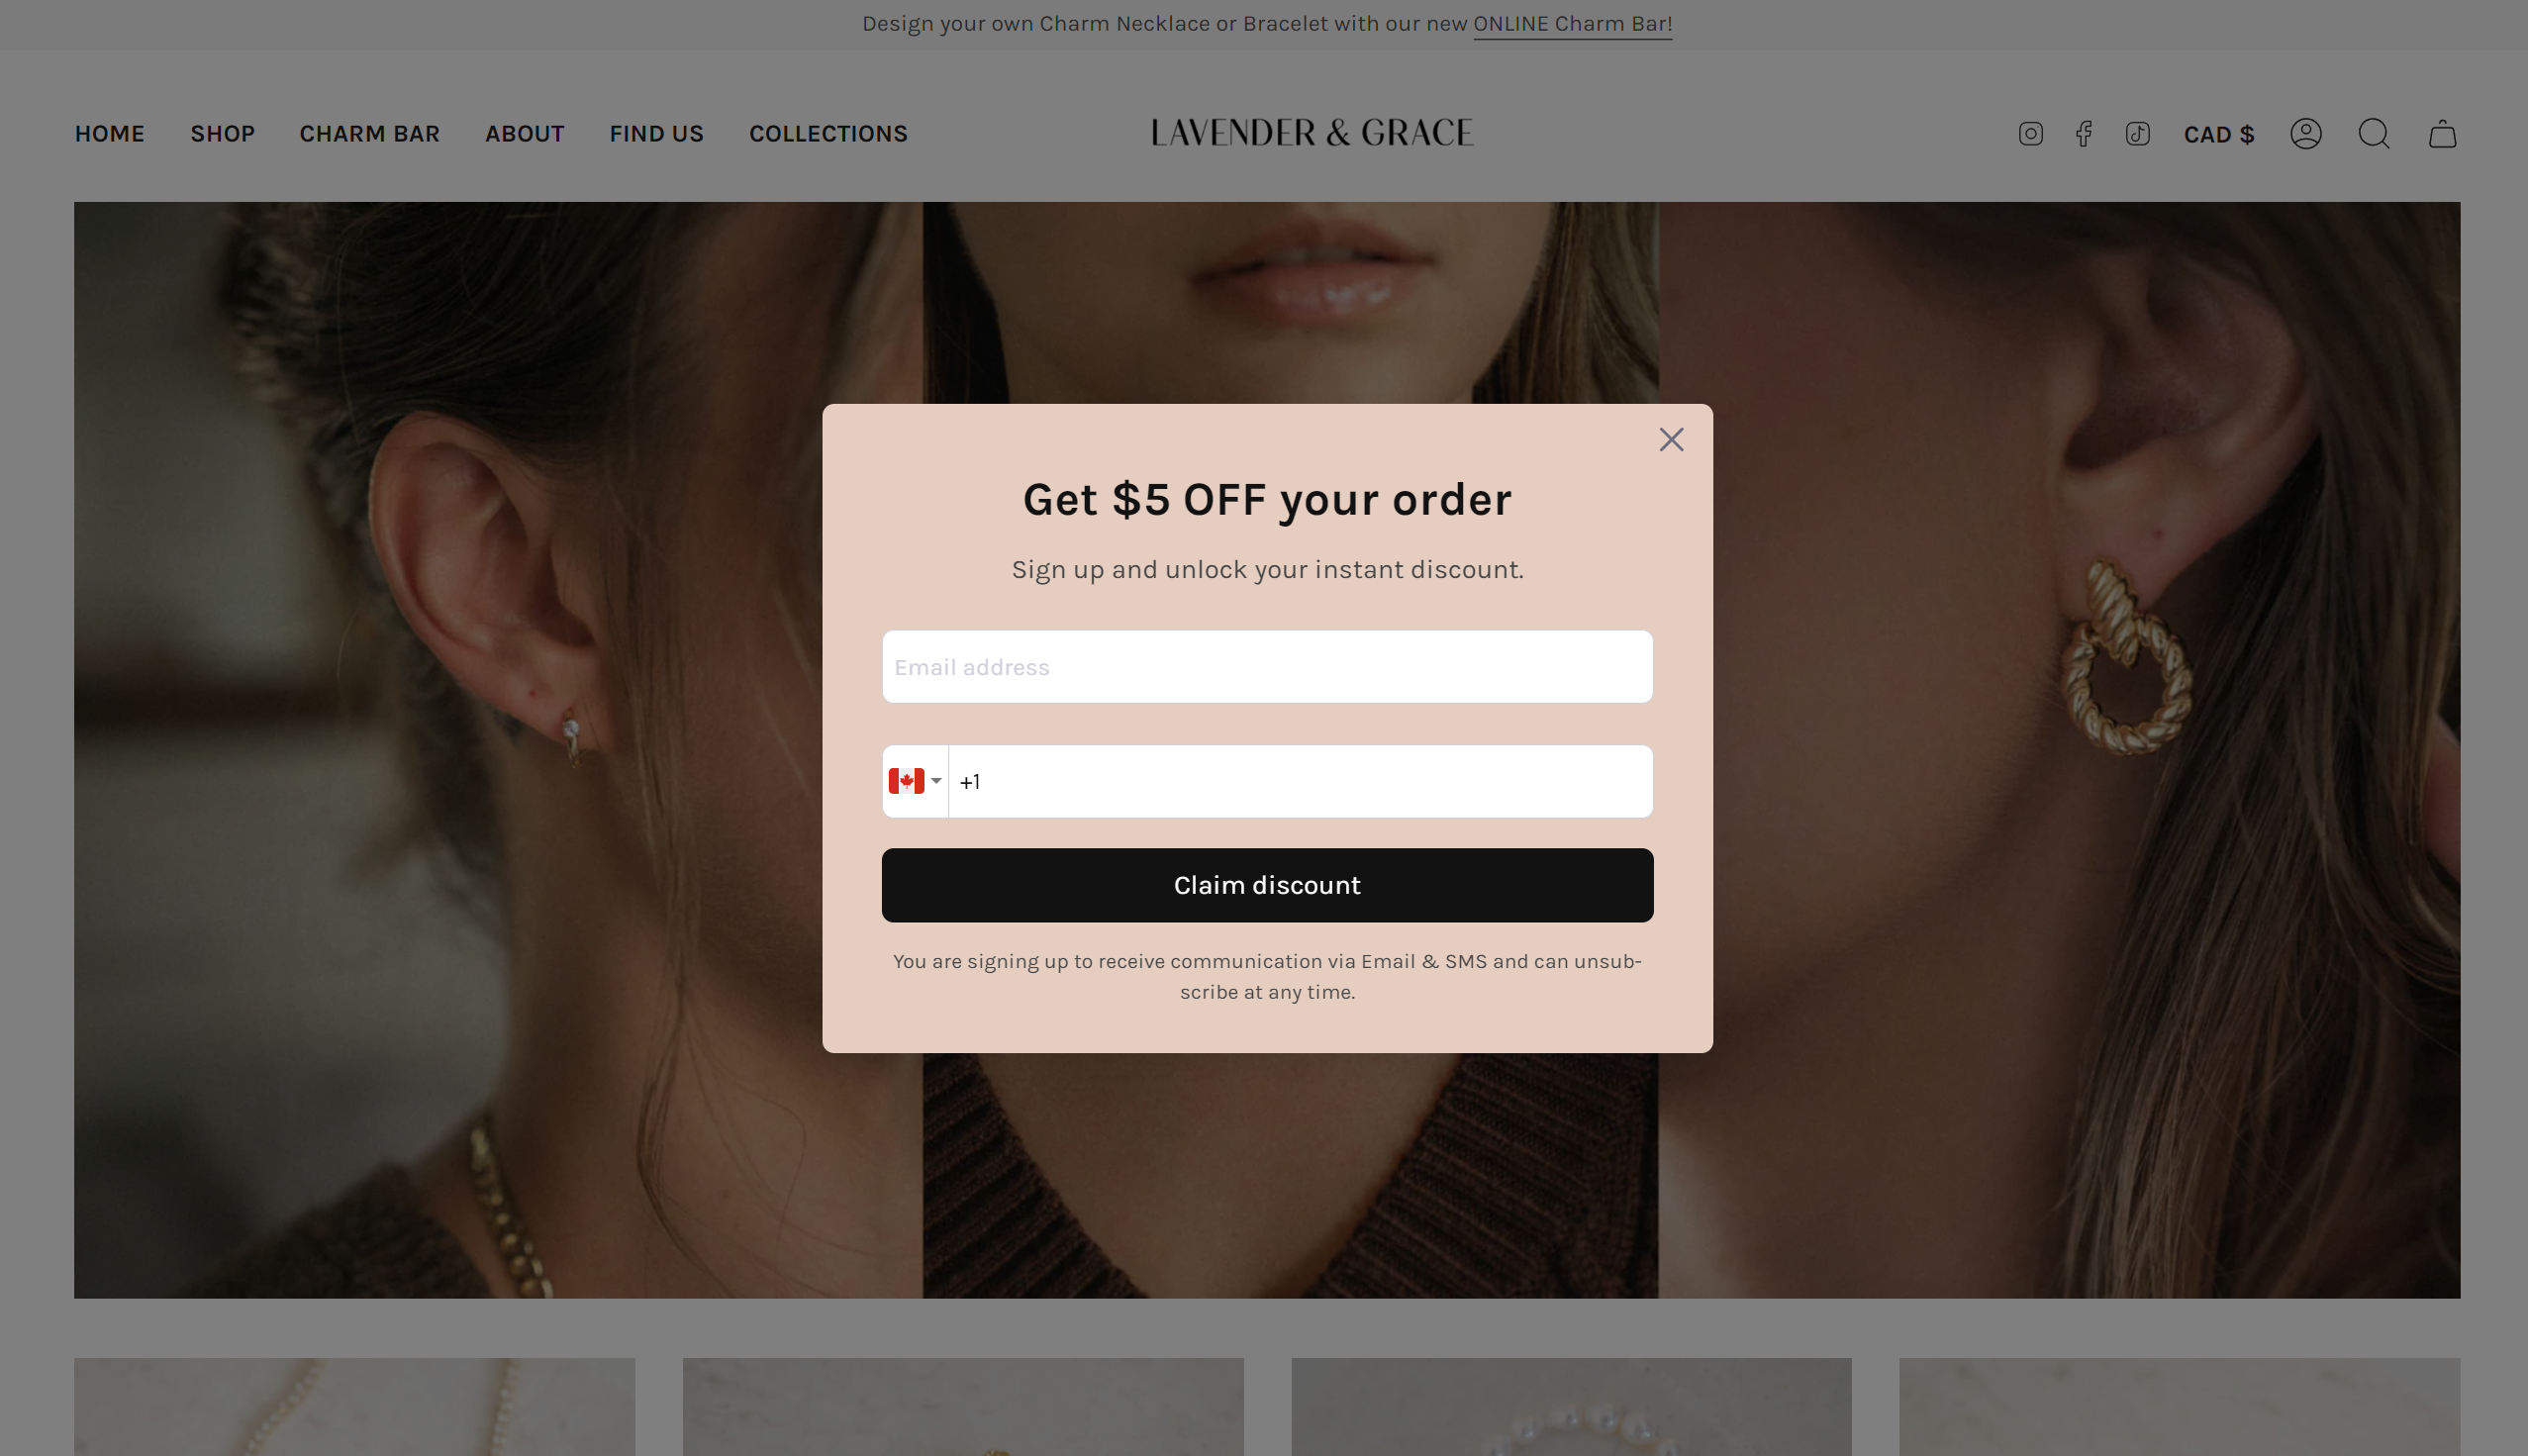 Design your own Charm Necklace or Bracelet with our new ONLINE Charm Bar!
HOME SHOP CHARM BAR ABOUT FIND US COLLECTIONS
LAVENDER & GRACE
CAD $
Get $5 OFF your order
Sign up and unlock your instant discount.
Email address
+1
Claim discount
You are signing up to receive communication via Email & SMS and can unsub-
scribe at any time.